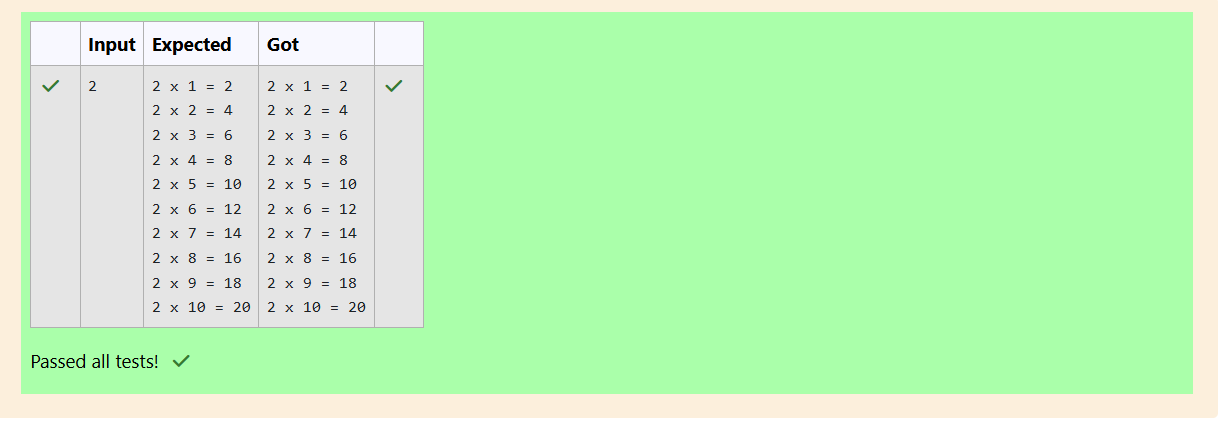 Input Expected Got
2 2 x 1 = 2 2 x 1 = 2
2 x 2 = 4 2 x 2 = 4
2 x 3 = 6 2 x 3 = 6
2 x 4 = 8 2 x 4 = 8
2 x 5 = 10 2 x 5 = 10
2 x 6 = 12 2 x 6 = 12
2 x 7 = 14 2 x 7 = 14
2 x 8 = 16 2 x 8 = 16
2 x 9 = 18 2 x 9 = 18
2 x 10 = 20 2 x 10 = 20
Passed all tests!